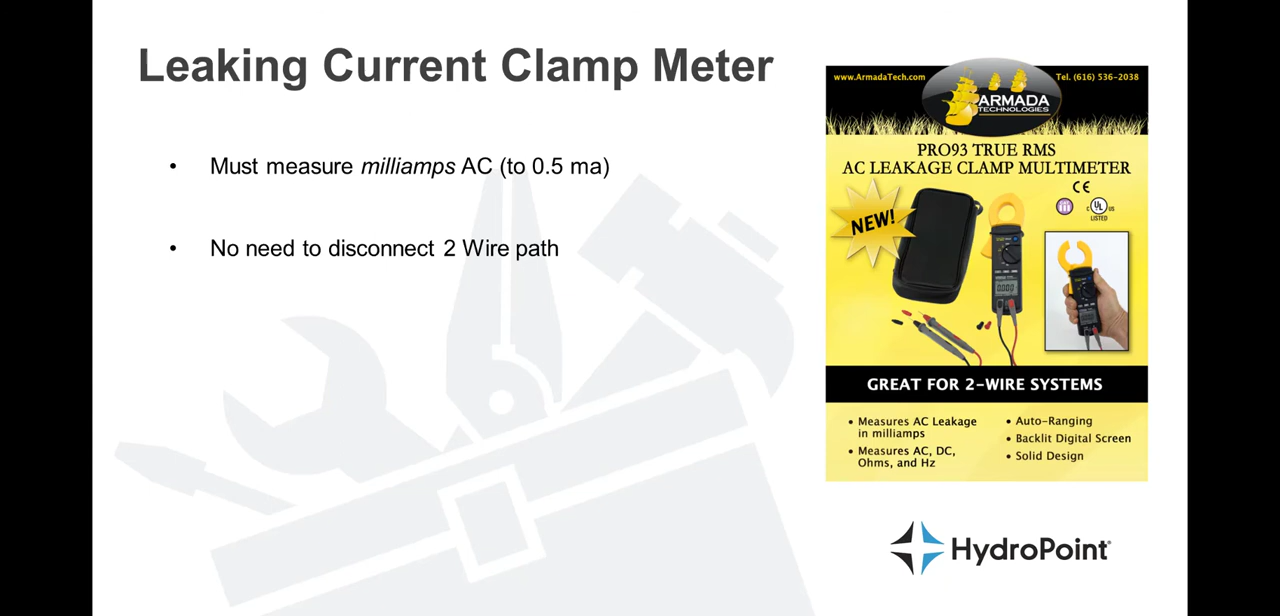 Leaking Current Clamp Meter
• Must measure milliamps AC (to 0.5 ma)
• No need to disconnect 2 Wire path
www.ArmadaTech.com
Tel. (616) 536-2038
ARMADA
TECHNOLOGIES
PRO93 TRUE RMS
AC LEAKAGE CLAMP MULTIMETER
CE
C UL US
LISTED
NEW!
GREAT FOR 2-WIRE SYSTEMS
• Measures AC Leakage
in milliamps
• Measures AC, DC,
Ohms, and Hz
• Auto-Ranging
• Backlit Digital Screen
• Solid Design
HydroPoint®